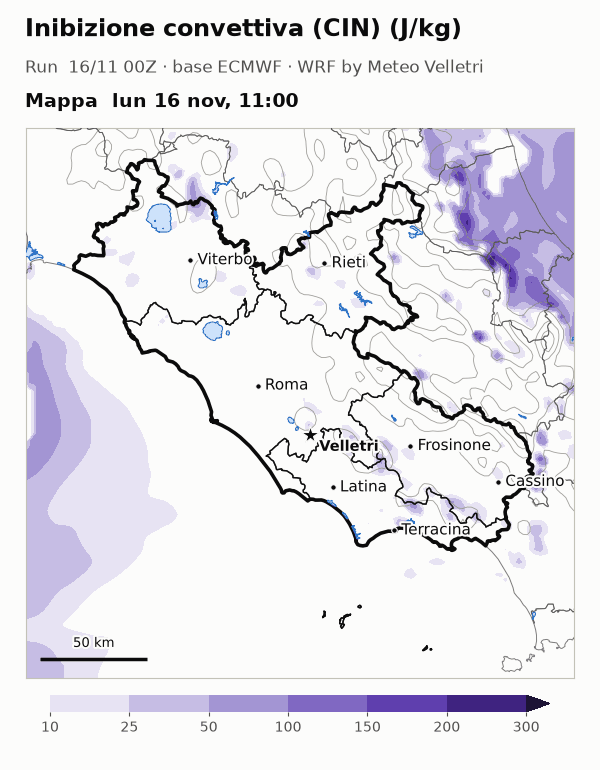 Inibizione convettiva (CIN) (J/kg)
Run  16/11 00Z · base ECMWF · WRF by Meteo Velletri
Mappa  lun 16 nov, 11:00
Viterbo
Rieti
Roma
Velletri
Frosinone
Latina
Cassino
Terracina
50 km
10 25 50 100 150 200 300